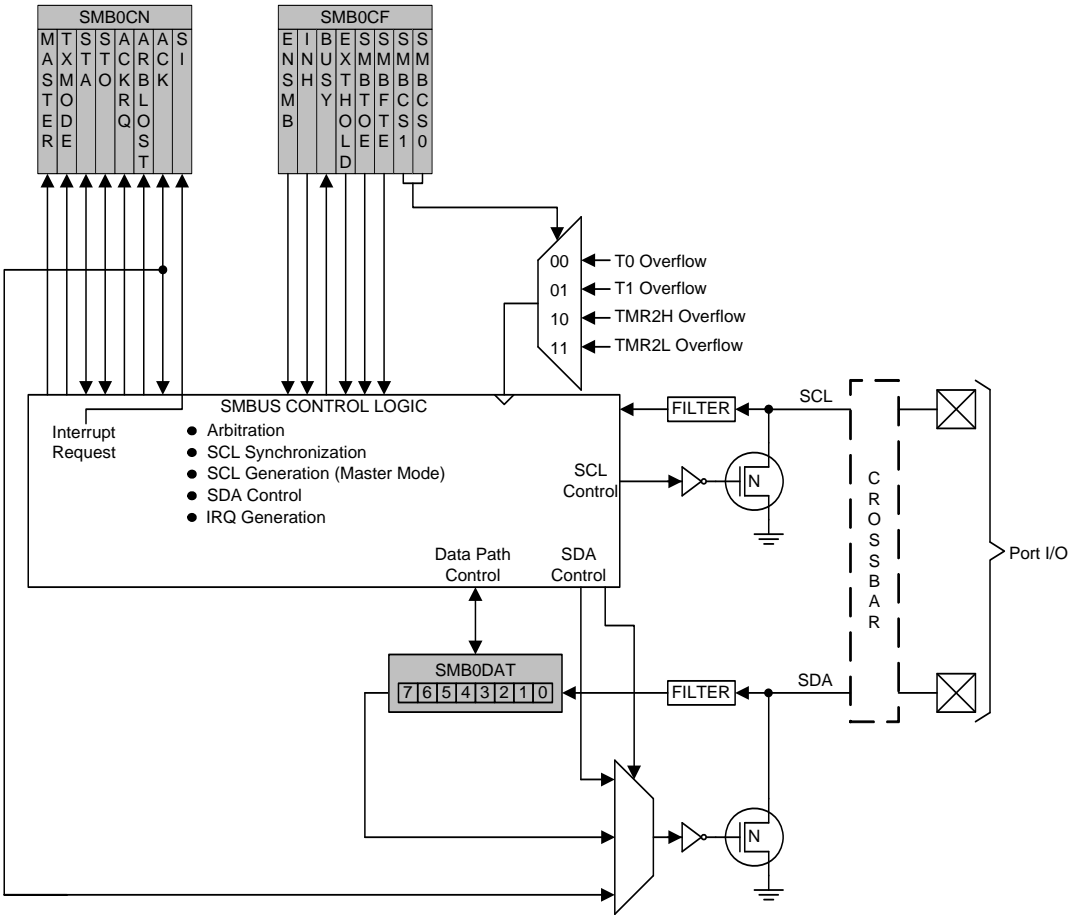 SMB0CN
MASTER
TXMODE
STA
STO
ACKRQ
ARBLOST
ACK
SI
SMB0CF
ENSMB
INH
BUSY
EXTHOLD
SMBTOE
SMBFTE
SMBCS1
SMBCS0
00
01
10
11
T0 Overflow
T1 Overflow
TMR2H Overflow
TMR2L Overflow
SMBUS CONTROL LOGIC
Interrupt
Request
● Arbitration
● SCL Synchronization
● SCL Generation (Master Mode)
● SDA Control
● IRQ Generation
SCL
Control
Data Path
Control
SDA
Control
FILTER
SCL
N
CROSSBAR
Port I/O
SMB0DAT
7 6 5 4 3 2 1 0
FILTER
SDA
N